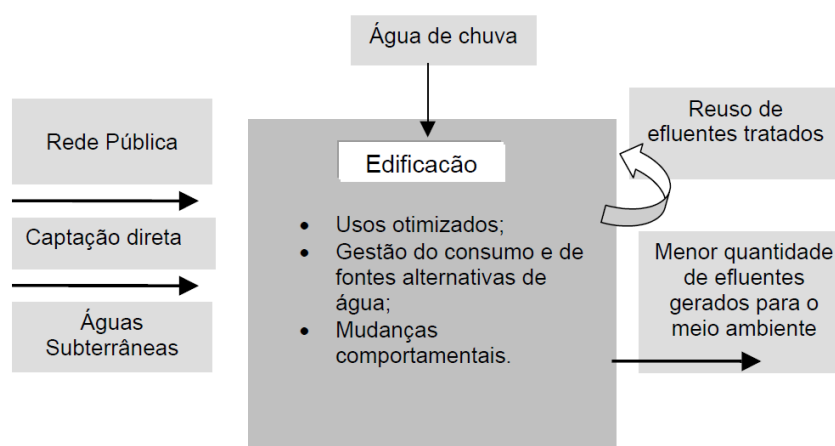 Água de chuva
Rede Pública
Captação direta
Águas
Subterrâneas
Edificacão
• Usos otimizados;
• Gestão do consumo e de
fontes alternativas de
água;
• Mudanças
comportamentais.
Reuso de
efluentes tratados
Menor quantidade
de efluentes
gerados para o
meio ambiente